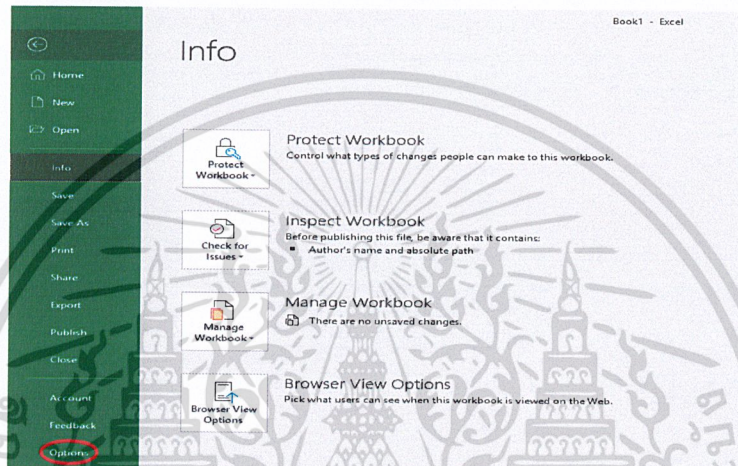 Book1 - Excel
Info
Home
New
Open
Info
Save
Save As
Print
Share
Export
Publish
Close
Account
Feedback
Options
Protect Workbook
Protect Workbook
Control what types of changes people can make to this workbook.
Check for Issues
Inspect Workbook
Before publishing this file, be aware that it contains:
Author's name and absolute path
Manage Workbook
Manage Workbook
There are no unsaved changes.
Browser View Options
Browser View Options
Pick what users can see when this workbook is viewed on the Web.